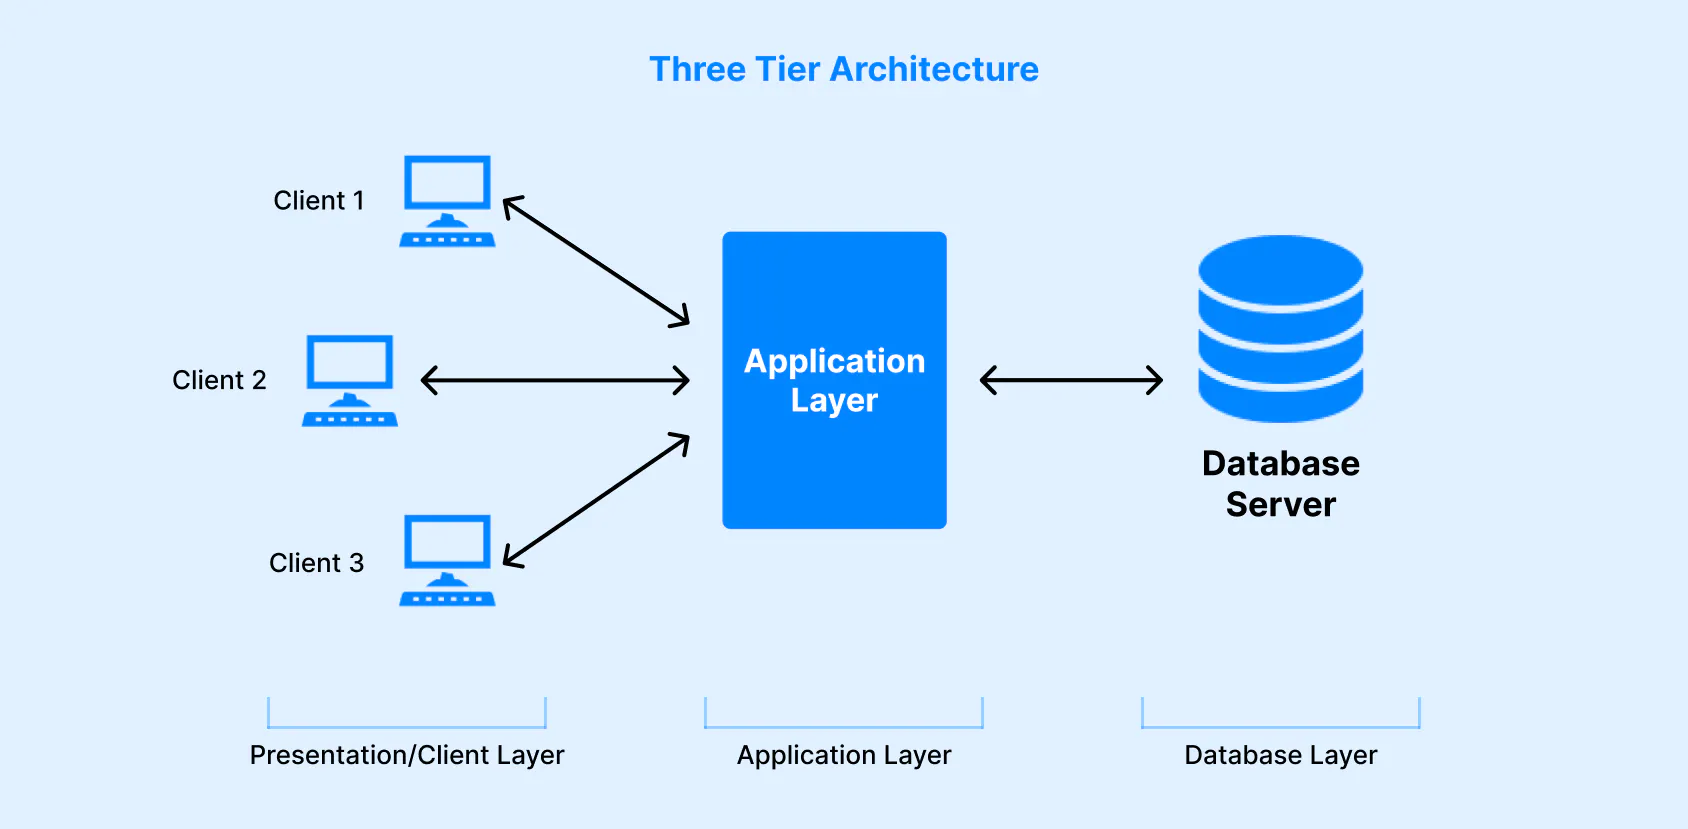 Three Tier Architecture
Client 1
Client 2
Client 3
Application
Layer
Database
Server
Presentation/Client Layer
Application Layer
Database Layer